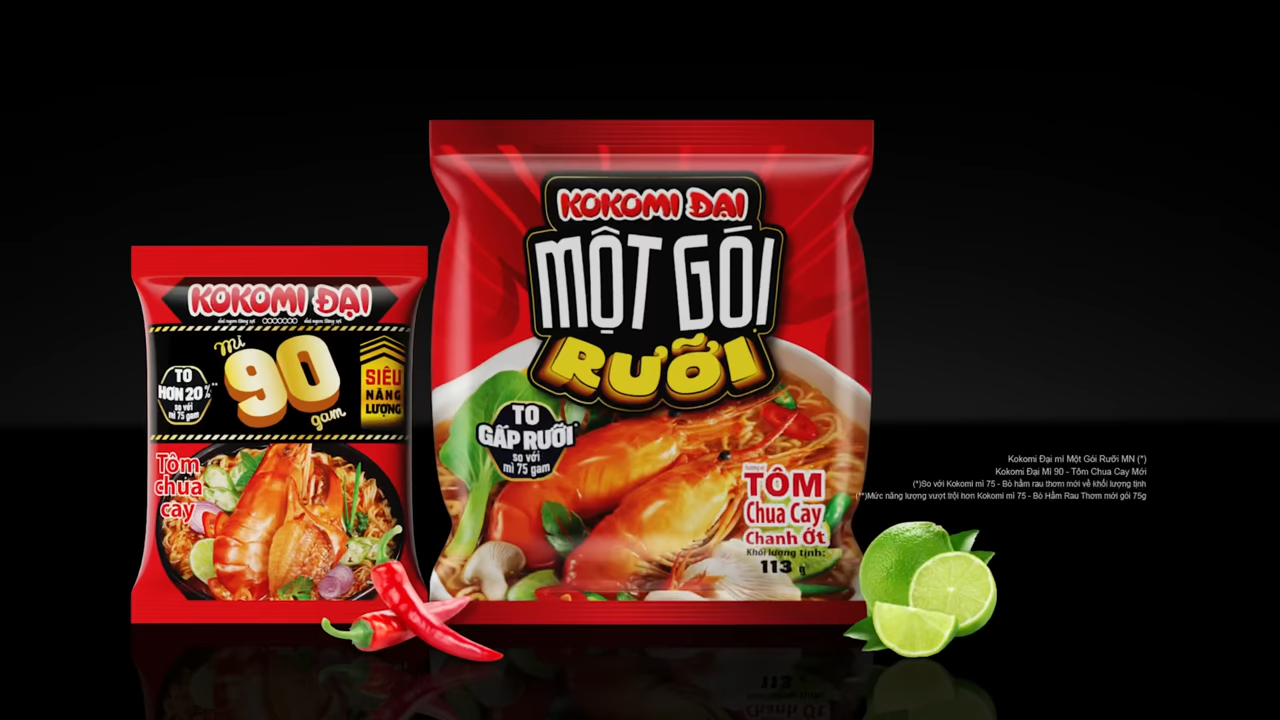 KOKOMI ĐẠI
Mì
90
gam
TO
HƠN 20%**
so với
mì 75 gam
SIÊU
NĂNG
LƯỢNG
Tôm
chua
cay
KOKOMI ĐẠI
MỘT GÓI
RƯỠI
TO
GẤP RƯỠI*
so với
mì 75 gam
TÔM
Chua Cay
Chanh Ớt
Khối lượng tịnh:
113 g
Kokomi Đại mì Một Gói Rưỡi MN (*)
Kokomi Đại Mì 90 - Tôm Chua Cay Mới
(*)So với Kokomi mì 75 - Bò hầm rau thơm mới về khối lượng tịnh
(**)Mức năng lượng vượt trội hơn Kokomi mì 75 - Bò Hầm Rau Thơm mới gói 75g